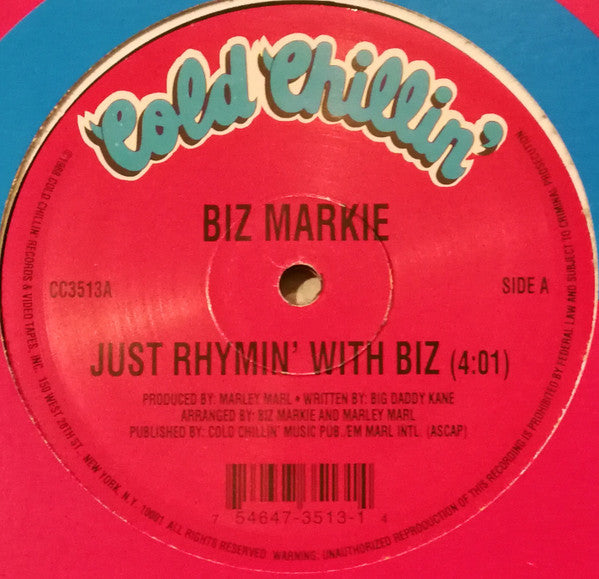 Cold Chillin'
BIZ MARKIE
CC3513A
SIDE A
JUST RHYMIN' WITH BIZ (4:01)
PRODUCED BY: MARLEY MARL • WRITTEN BY: BIG DADDY KANE
ARRANGED BY: BIZ MARKIE AND MARLEY MARL
PUBLISHED BY: COLD CHILLIN' MUSIC PUB./'EM MARL INTL. (ASCAP)
7 54647-3513-1 4
©1988 COLD CHILLIN' RECORDS & VIDEO TAPES, INC. 150 WEST 28TH ST. NEW YORK, N.Y. 10001 ALL RIGHTS RESERVED. WARNING: UNAUTHORIZED REPRODUCTION OF THIS RECORDING IS PROHIBITED BY FEDERAL LAW AND SUBJECT TO CRIMINAL PROSECUTION